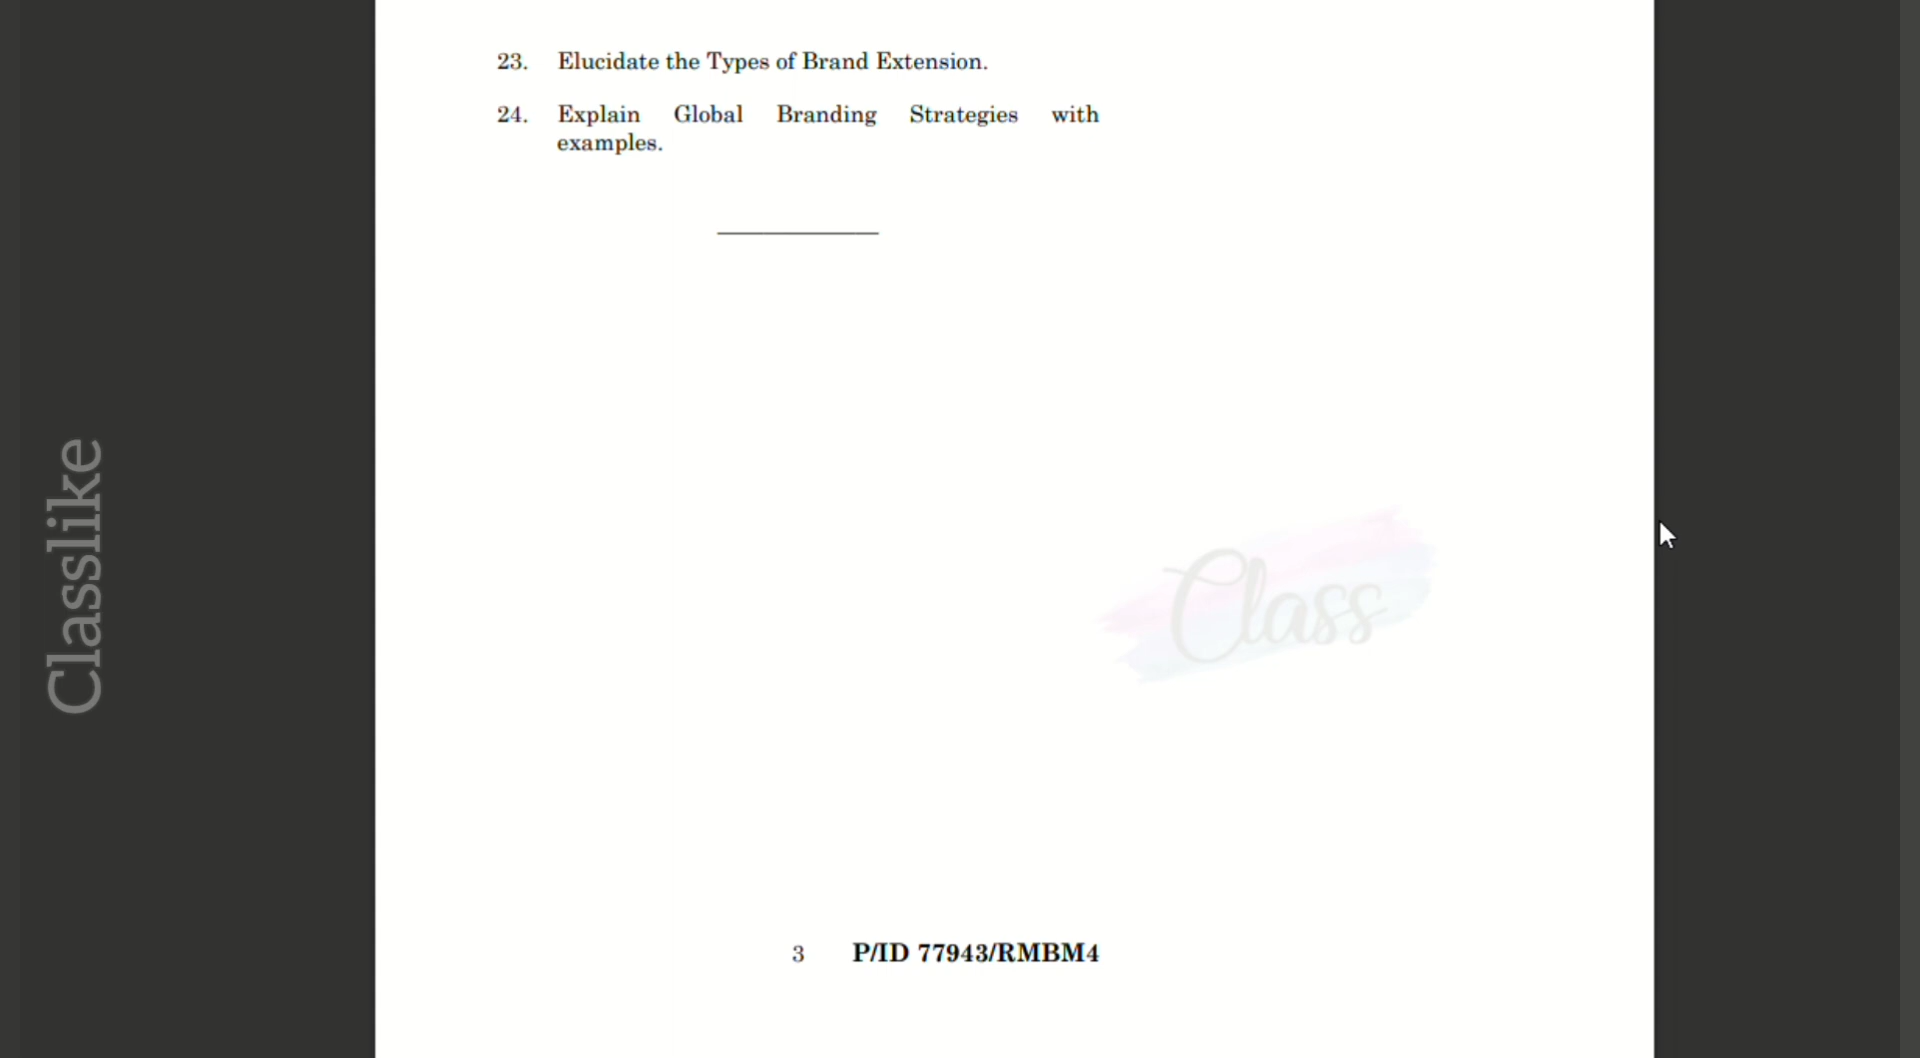 23. Elucidate the Types of Brand Extension.
24. Explain Global Branding Strategies with
examples.
Classlike
Class
3 P/ID 77943/RMBM4